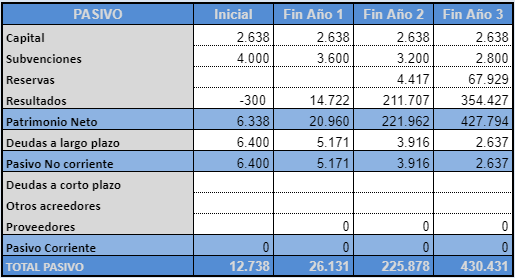 PASIVO Inicial Fin Año 1 Fin Año 2 Fin Año 3
Capital 2.638 2.638 2.638 2.638
Subvenciones 4.000 3.600 3.200 2.800
Reservas 4.417 67.929
Resultados -300 14.722 211.707 354.427
Patrimonio Neto 6.338 20.960 221.962 427.794
Deudas a largo plazo 6.400 5.171 3.916 2.637
Pasivo No corriente 6.400 5.171 3.916 2.637
Deudas a corto plazo
Otros acreedores
Proveedores 0 0 0
Pasivo Corriente 0 0 0 0
TOTAL PASIVO 12.738 26.131 225.878 430.431